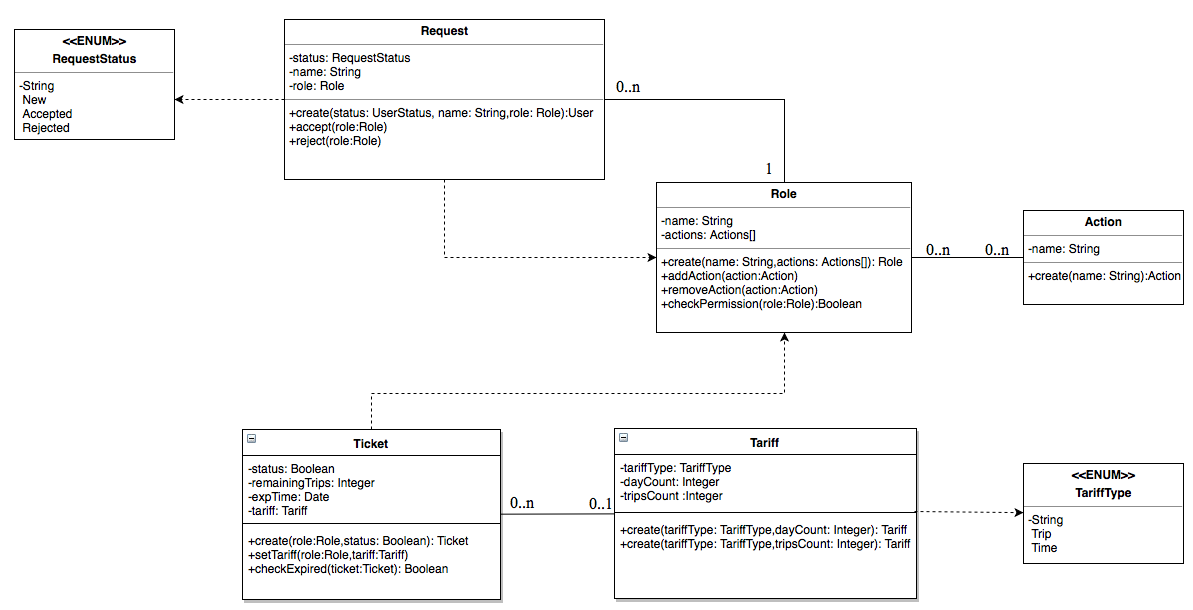 <<ENUM>>
RequestStatus
-String
New
Accepted
Rejected
Request
-status: RequestStatus
-name: String
-role: Role
+create(status: UserStatus, name: String,role: Role):User
+accept(role:Role)
+reject(role:Role)
0..n
1
Role
-name: String
-actions: Actions[]
+create(name: String,actions: Actions[]): Role
+addAction(action:Action)
+removeAction(action:Action)
+checkPermission(role:Role):Boolean
0..n
0..n
Action
-name: String
+create(name: String):Action
Ticket
-status: Boolean
-remainingTrips: Integer
-expTime: Date
-tariff: Tariff
+create(role:Role,status: Boolean): Ticket
+setTariff(role:Role,tariff:Tariff)
+checkExpired(ticket:Ticket): Boolean
0..n
0..1
Tariff
-tariffType: TariffType
-dayCount: Integer
-tripsCount :Integer
+create(tariffType: TariffType,dayCount: Integer): Tariff
+create(tariffType: TariffType,tripsCount: Integer): Tariff
<<ENUM>>
TariffType
-String
Trip
Time